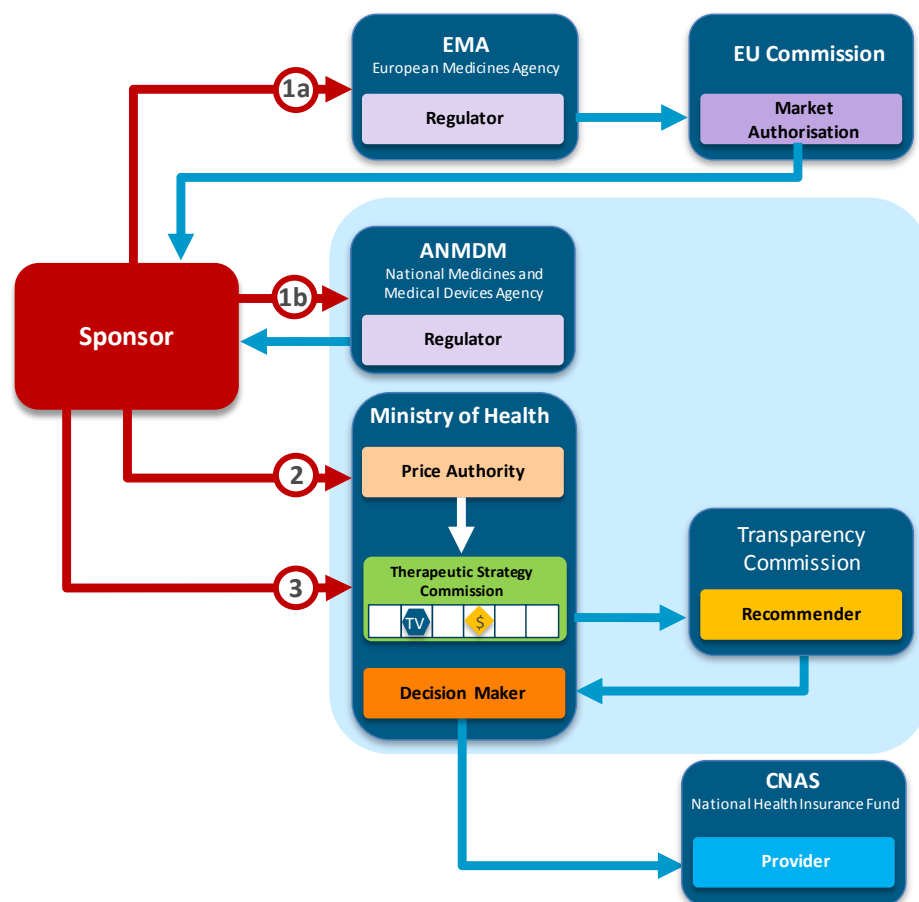 EMA
European Medicines Agency
Regulator
EU Commission
Market
Authorisation
1a
ANMDM
National Medicines and
Medical Devices Agency
Regulator
1b
Sponsor
Ministry of Health
Price Authority
2
Therapeutic Strategy
Commission
TV
$
3
Decision Maker
Transparency
Commission
Recommender
CNAS
National Health Insurance Fund
Provider